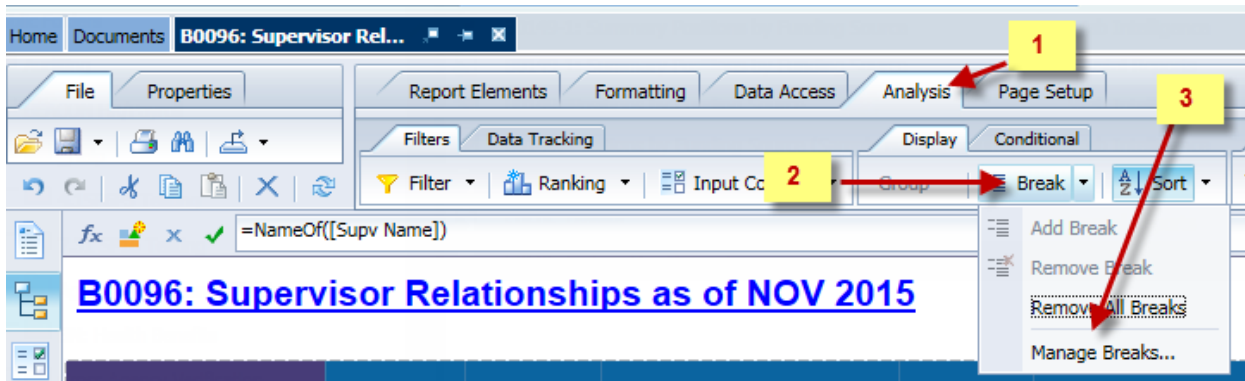 Home Documents B0096: Supervisor Rel...
1
File Properties Report Elements Formatting Data Access Analysis Page Setup
3
Filters Data Tracking Display Conditional
2
Filter Ranking Input Co Group Break Sort
=NameOf([Supv Name])
Add Break
Remove Break
B0096: Supervisor Relationships as of NOV 2015
Remove All Breaks
Manage Breaks...